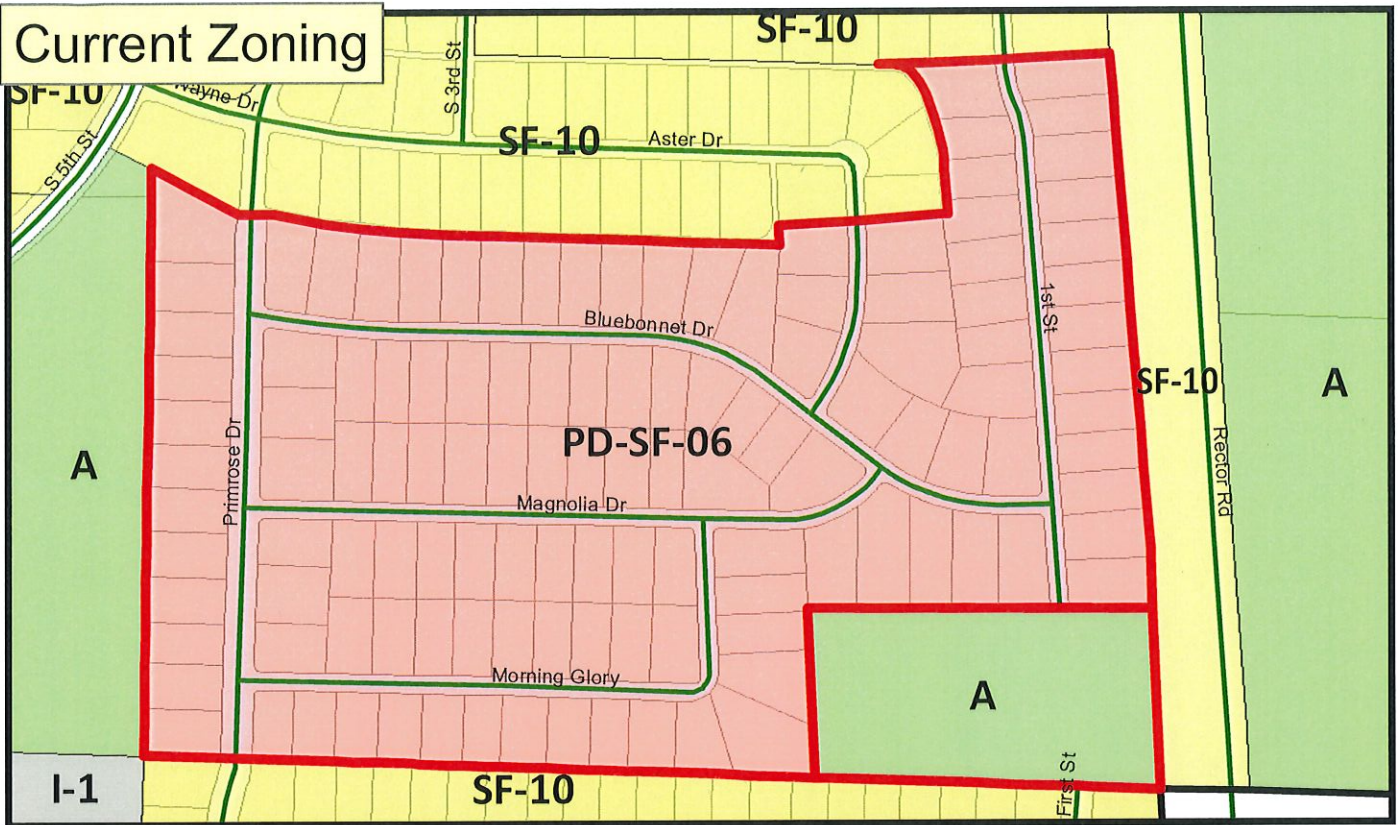 Current Zoning
SF-10
SF-10
Wayne Dr
S 3rd St
S 5th St
SF-10
Aster Dr
Bluebonnet Dr
1st St
SF-10
A
A
Primrose Dr
PD-SF-06
Rector Rd
Magnolia Dr
Morning Glory
A
I-1
SF-10
First St